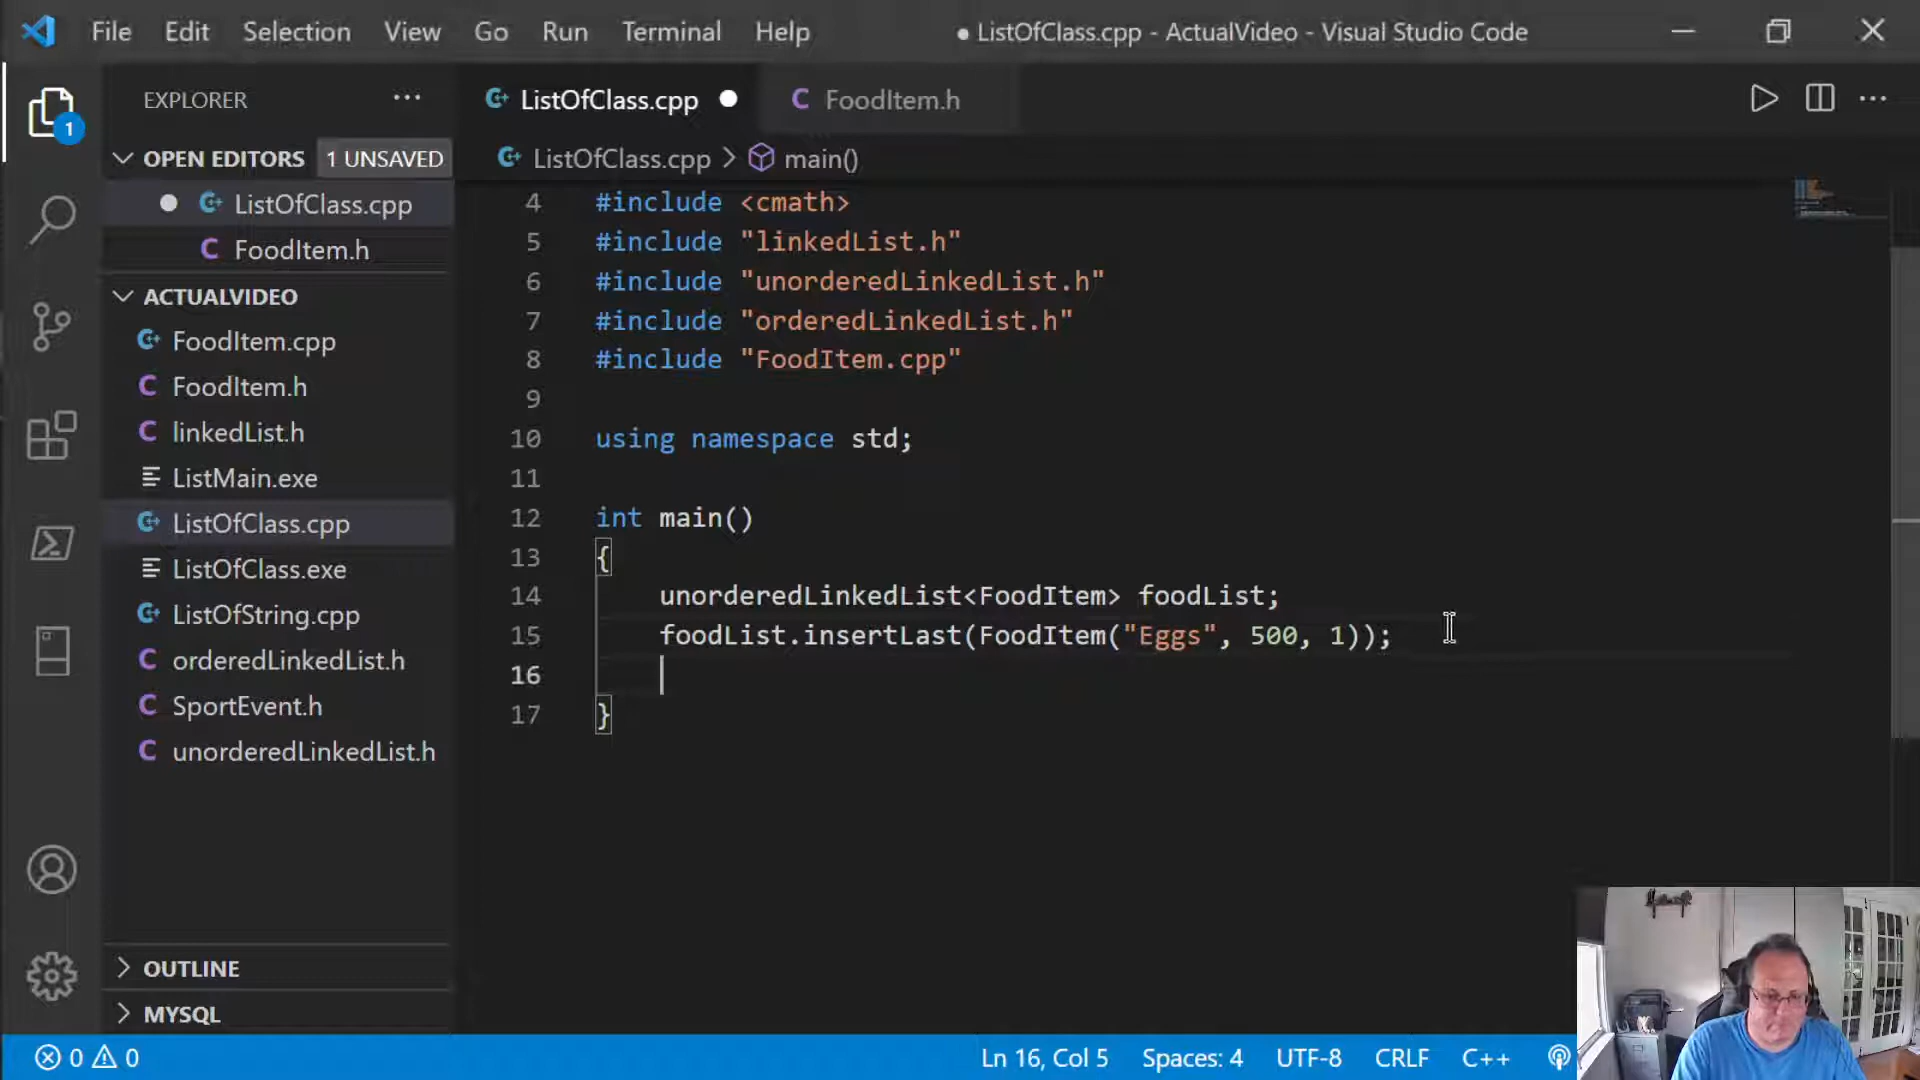 File Edit Selection View Go Run Terminal Help
● ListOfClass.cpp - ActualVideo - Visual Studio Code
EXPLORER ···
1
OPEN EDITORS 1 UNSAVED
ListOfClass.cpp
FoodItem.h
ACTUALVIDEO
FoodItem.cpp
FoodItem.h
linkedList.h
ListMain.exe
ListOfClass.cpp
ListOfClass.exe
ListOfString.cpp
orderedLinkedList.h
SportEvent.h
unorderedLinkedList.h
OUTLINE
MYSQL
ListOfClass.cpp FoodItem.h
ListOfClass.cpp > main()
4 #include <cmath>
5 #include "linkedList.h"
6 #include "unorderedLinkedList.h"
7 #include "orderedLinkedList.h"
8 #include "FoodItem.cpp"
9
10 using namespace std;
11
12 int main()
13 {
14 unorderedLinkedList<FoodItem> foodList;
15 foodList.insertLast(FoodItem("Eggs", 500, 1));
16
17 }
0 0 Ln 16, Col 5 Spaces: 4 UTF-8 CRLF C++